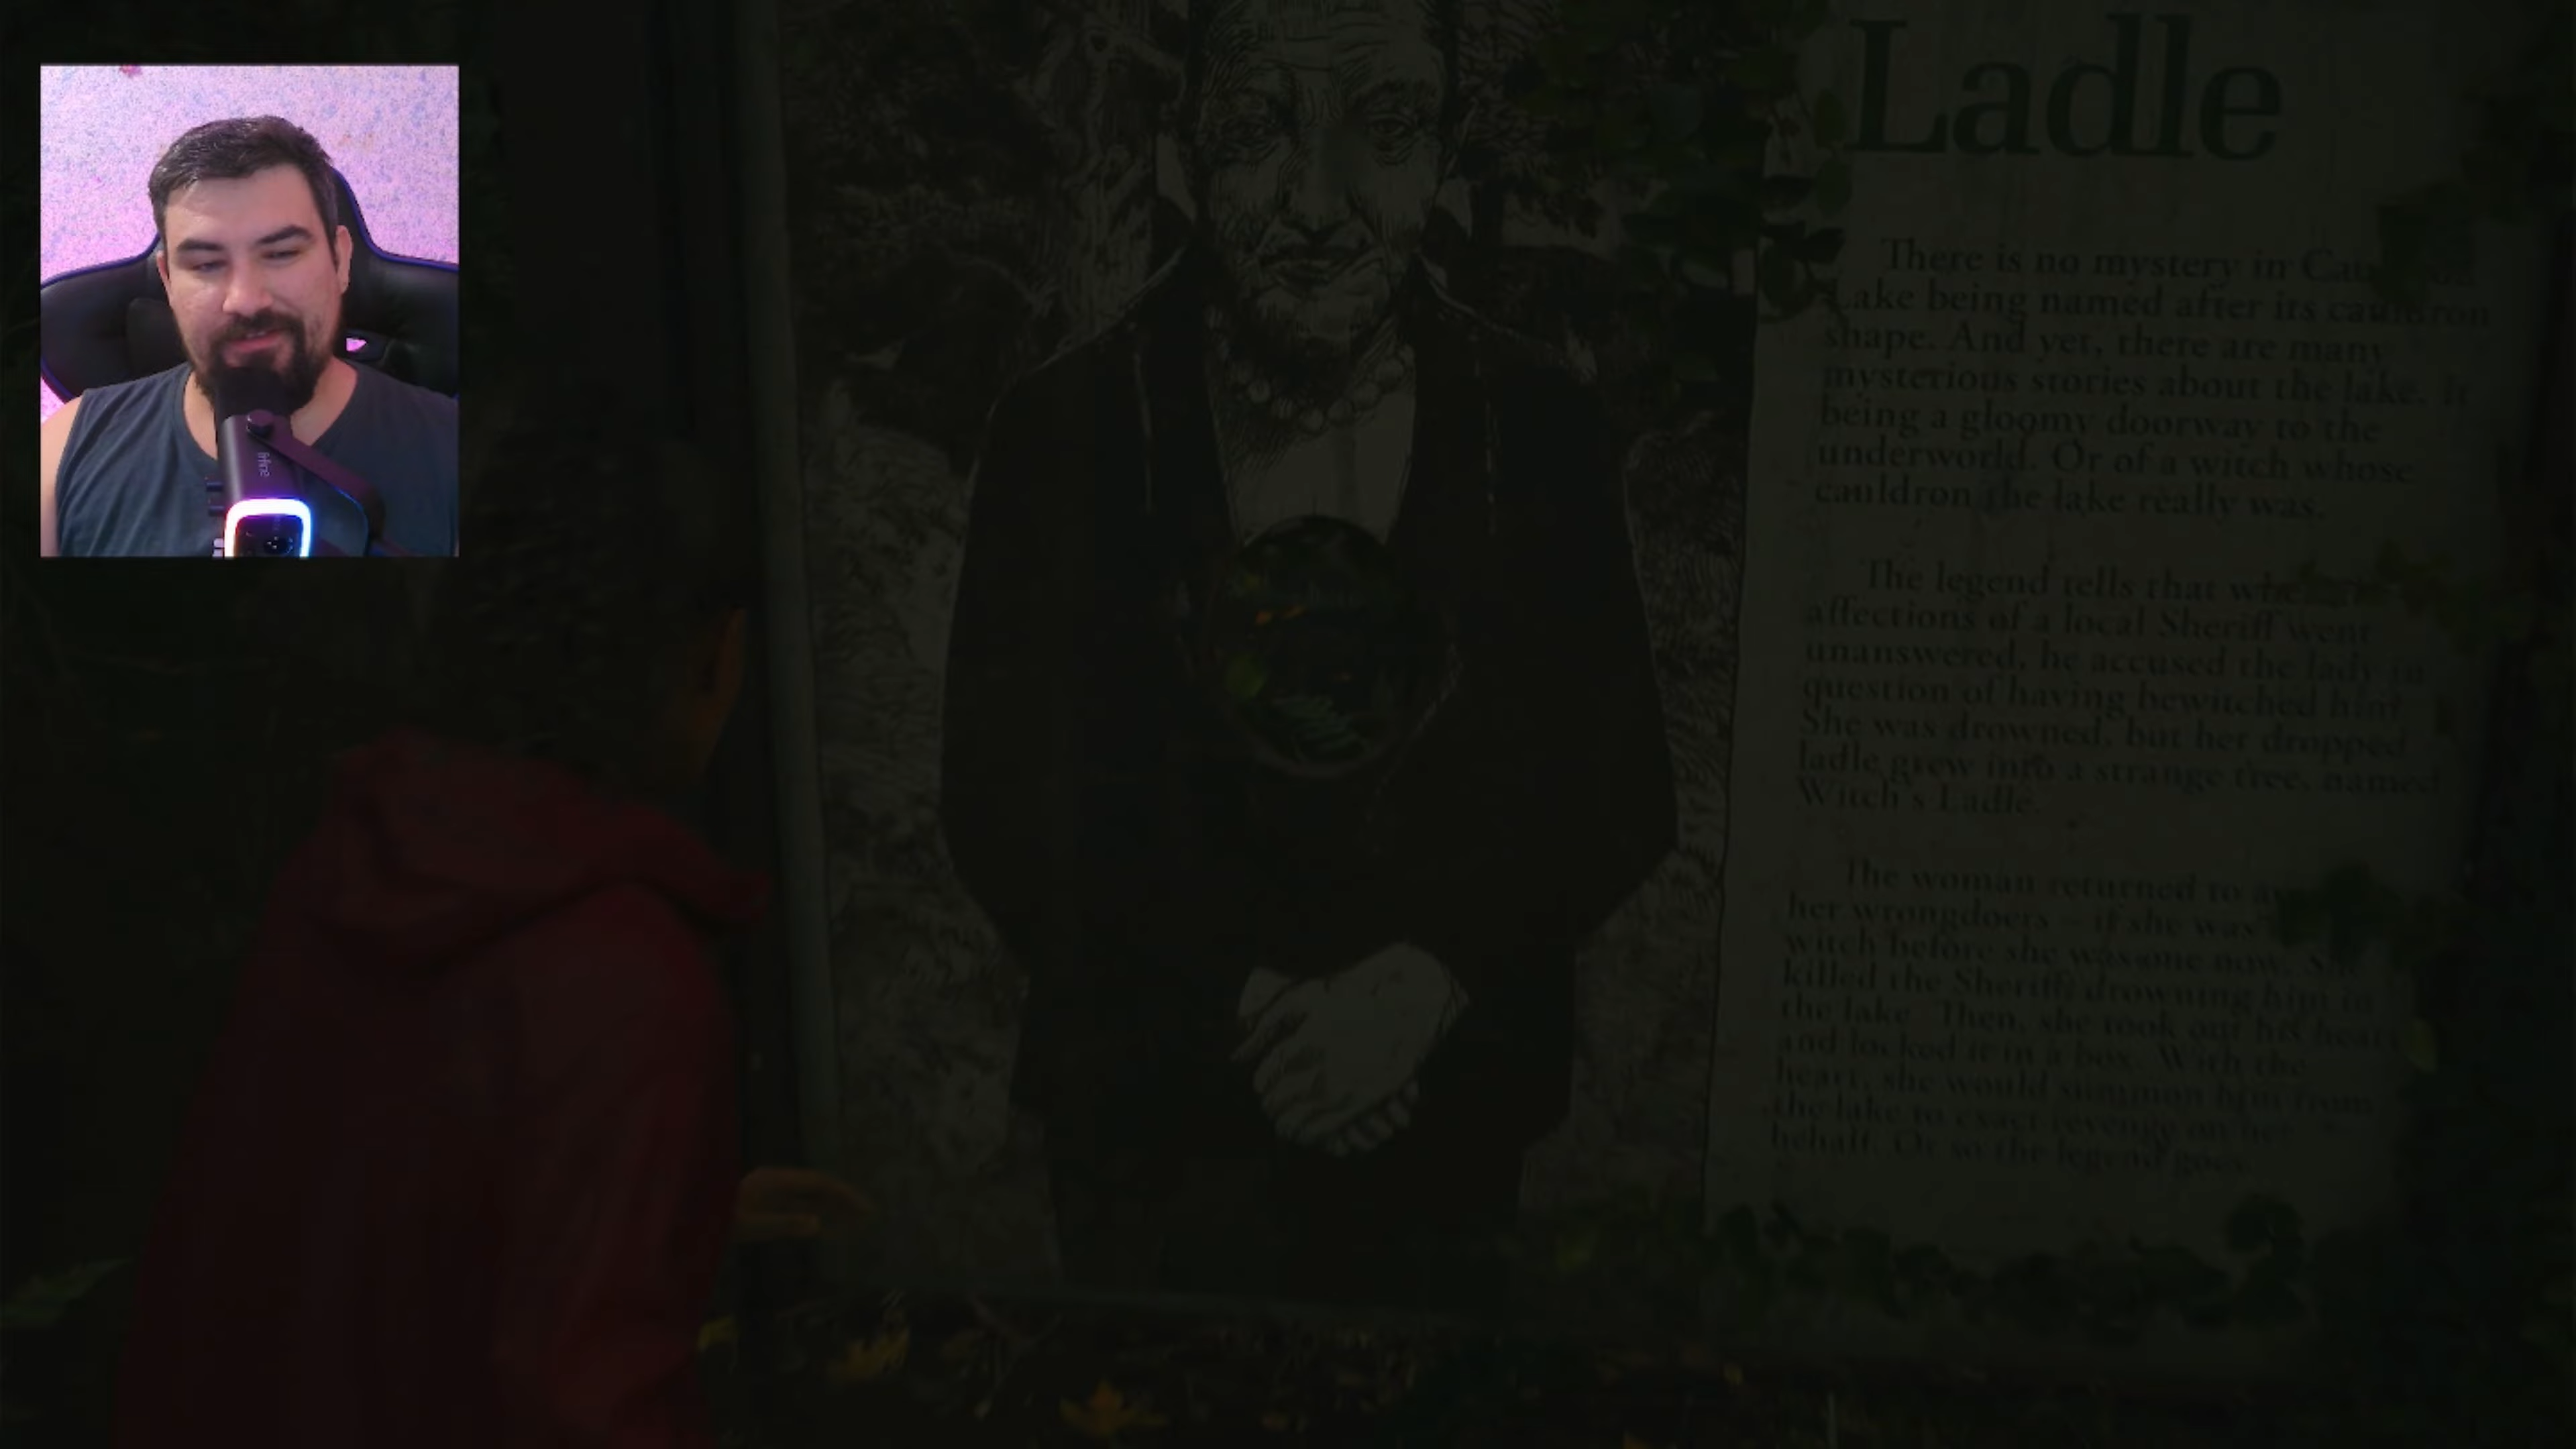 Ladle
There is no mystery in
Lake being named after its cauldron
shape. And yet, there are many
mysterious stories about the lake. It
being a gloomy doorway to the
underworld. Or of a witch whose
cauldron the lake really was.
The legend tells that
affections of a local Sheriff went
unanswered, he accused the lady in
question of having bewitched him.
She was drowned, but her dropped
ladle grew into a strange tree, named
Witch's Ladle.
The woman returned to
her wrongdoers – if she was
witch before she was one now. She
killed the Sheriff, drowning him in
the lake. Then, she took out his heart
and locked it in a box. With the
heart, she would summon him from
the lake to exact revenge on her
behalf. Or so the legend goes.
fifine